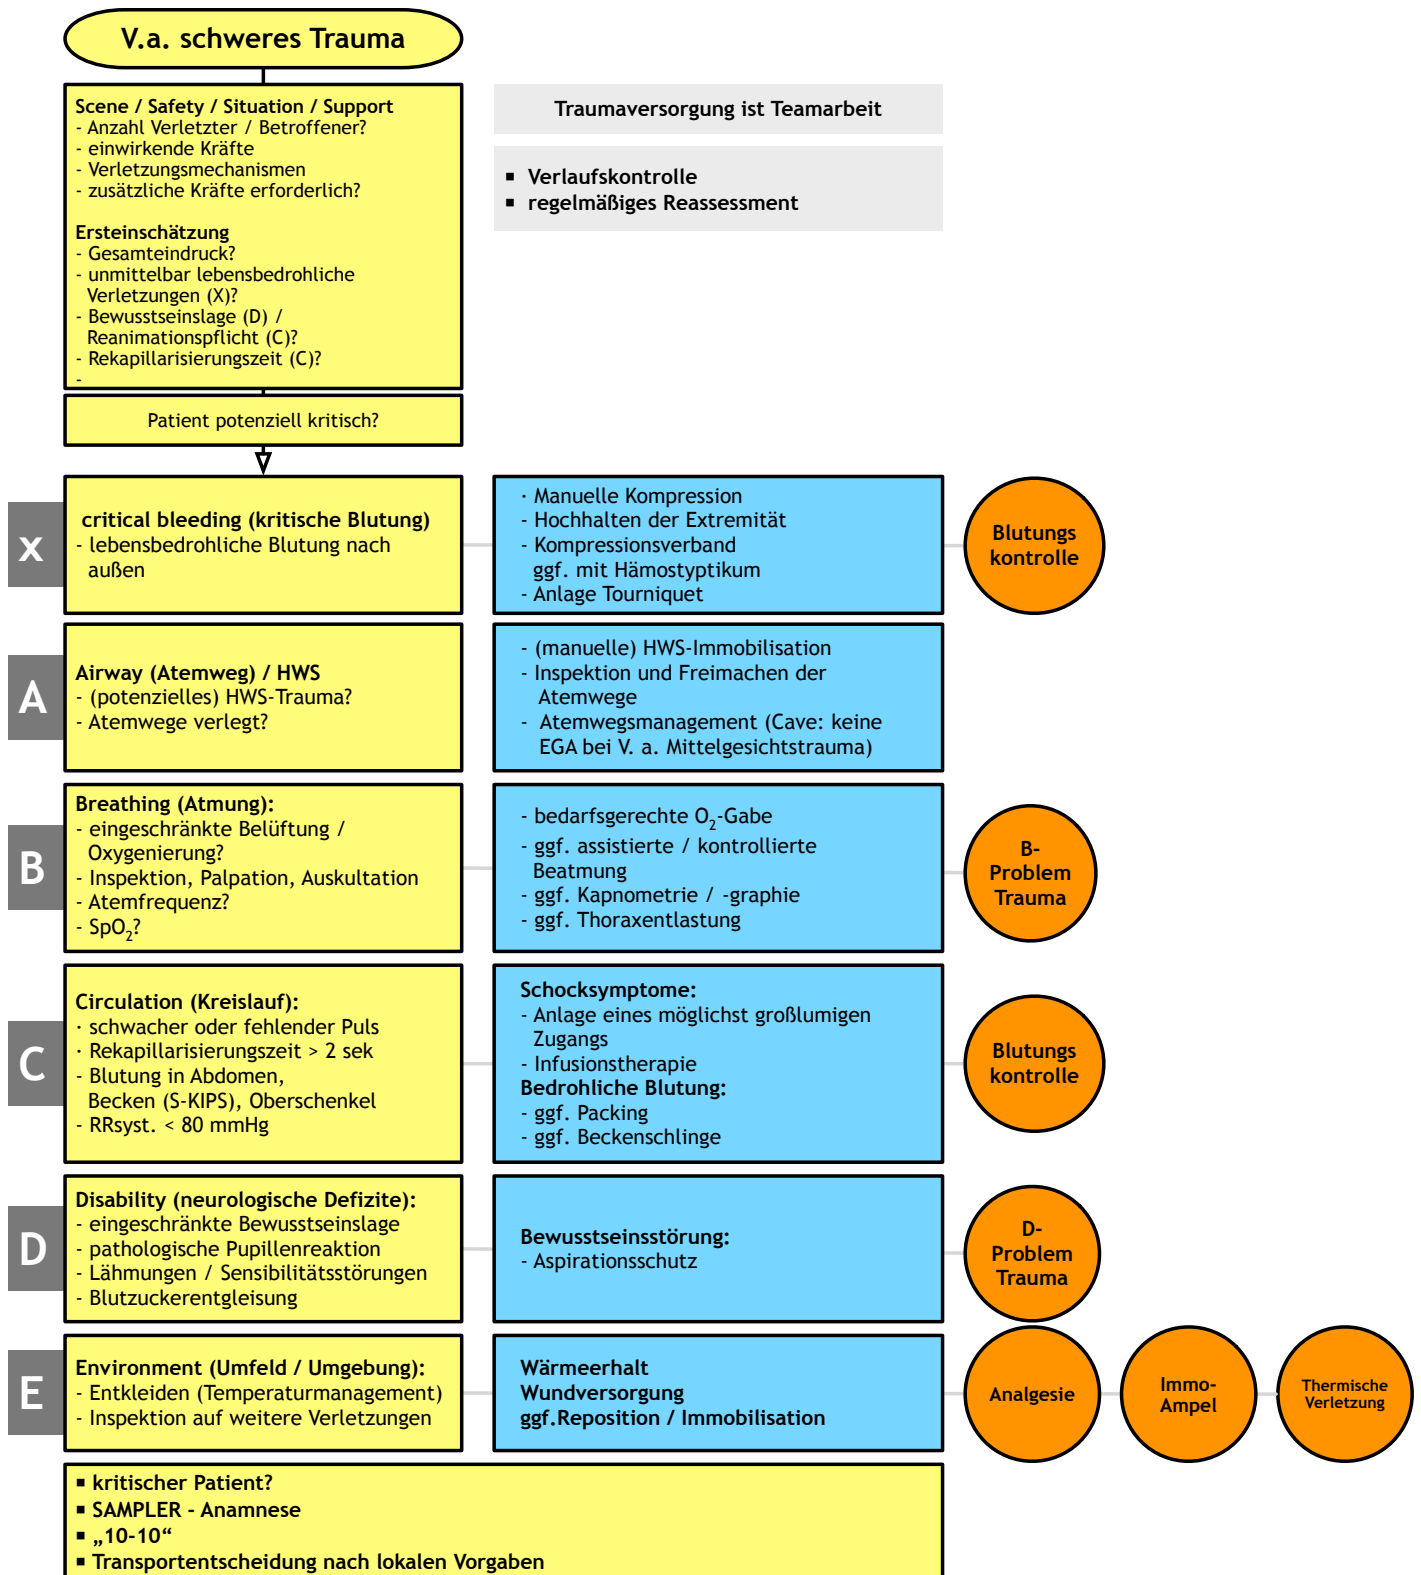 V.a. schweres Trauma
Scene / Safety / Situation / Support
- Anzahl Verletzter / Betroffener?
- einwirkende Kräfte
- Verletzungsmechanismen
- zusätzliche Kräfte erforderlich?
Ersteinschätzung
- Gesamteindruck?
- unmittelbar lebensbedrohliche
Verletzungen (X)?
- Bewusstseinslage (D) /
Reanimationspflicht (C)?
- Rekapillarisierungszeit (C)?
-
Traumaversorgung ist Teamarbeit
▪ Verlaufskontrolle
▪ regelmäßiges Reassessment
Patient potenziell kritisch?
x
critical bleeding (kritische Blutung)
- lebensbedrohliche Blutung nach
außen
· Manuelle Kompression
- Hochhalten der Extremität
- Kompressionsverband
ggf. mit Hämostyptikum
- Anlage Tourniquet
Blutungs
kontrolle
A
Airway (Atemweg) / HWS
- (potenzielles) HWS-Trauma?
- Atemwege verlegt?
- (manuelle) HWS-Immobilisation
- Inspektion und Freimachen der
Atemwege
- Atemwegsmanagement (Cave: keine
EGA bei V. a. Mittelgesichtstrauma)
B
Breathing (Atmung):
- eingeschränkte Belüftung /
Oxygenierung?
- Inspektion, Palpation, Auskultation
- Atemfrequenz?
- SpO₂?
- bedarfsgerechte O₂-Gabe
- ggf. assistierte / kontrollierte
Beatmung
- ggf. Kapnometrie / -graphie
- ggf. Thoraxentlastung
B-
Problem
Trauma
C
Circulation (Kreislauf):
· schwacher oder fehlender Puls
· Rekapillarisierungszeit > 2 sek
- Blutung in Abdomen,
Becken (S-KIPS), Oberschenkel
- RRsyst. < 80 mmHg
Schocksymptome:
- Anlage eines möglichst großlumigen
Zugangs
- Infusionstherapie
Bedrohliche Blutung:
- ggf. Packing
- ggf. Beckenschlinge
Blutungs
kontrolle
D
Disability (neurologische Defizite):
- eingeschränkte Bewusstseinslage
- pathologische Pupillenreaktion
- Lähmungen / Sensibilitätsstörungen
- Blutzuckerentgleisung
Bewusstseinsstörung:
- Aspirationsschutz
D-
Problem
Trauma
E
Environment (Umfeld / Umgebung):
- Entkleiden (Temperaturmanagement)
- Inspektion auf weitere Verletzungen
Wärmeerhalt
Wundversorgung
ggf.Reposition / Immobilisation
Analgesie
Immo-
Ampel
Thermische
Verletzung
▪ kritischer Patient?
▪ SAMPLER - Anamnese
▪ „10-10“
▪ Transportentscheidung nach lokalen Vorgaben